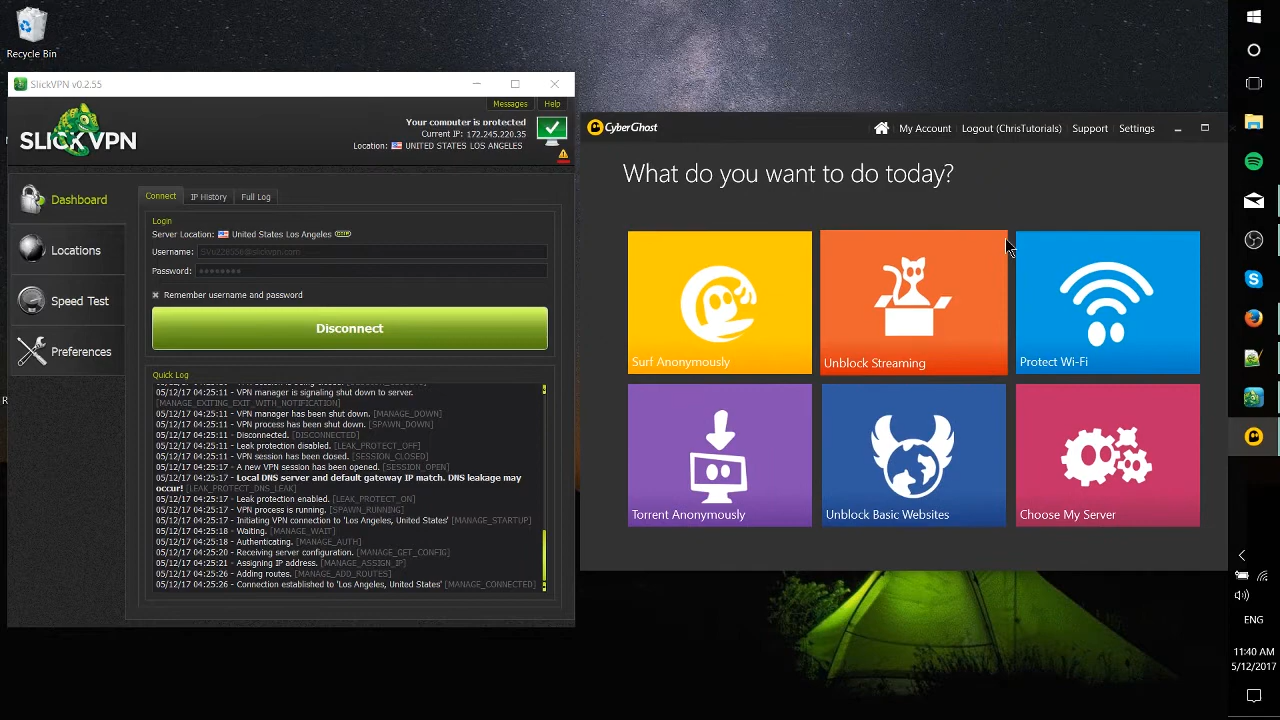 Recycle Bin
SlickVPN v0.2.55
Messages
Help
SLICKVPN
Your computer is protected
Current IP: 172.245.220.35
Location: UNITED STATES LOS ANGELES
Dashboard
Locations
Speed Test
Preferences
Connect
IP History
Full Log
Login
Server Location: United States Los Angeles
Username:
Password:
Remember username and password
Disconnect
Quick Log
05/12/17 04:25:11 - VPN manager is signaling shut down to server.
[MANAGE_EXITING_EXIT_WITH_NOTIFICATION]
05/12/17 04:25:11 - VPN manager has been shut down. [MANAGE_DOWN]
05/12/17 04:25:11 - VPN process has been shut down. [SPAWN_DOWN]
05/12/17 04:25:11 - Disconnected. [DISCONNECTED]
05/12/17 04:25:11 - Leak protection disabled. [LEAK_PROTECT_OFF]
05/12/17 04:25:11 - VPN session has been closed. [SESSION_CLOSED]
05/12/17 04:25:17 - A new VPN session has been opened. [SESSION_OPEN]
05/12/17 04:25:17 - Local DNS server and default gateway IP match. DNS leakage may
occur! [LEAK_PROTECT_DNS_LEAK]
05/12/17 04:25:17 - Leak protection enabled. [LEAK_PROTECT_ON]
05/12/17 04:25:17 - VPN process is running. [SPAWN_RUNNING]
05/12/17 04:25:17 - Initiating VPN connection to 'Los Angeles, United States' [MANAGE_STARTUP]
05/12/17 04:25:18 - Waiting. [MANAGE_WAIT]
05/12/17 04:25:18 - Authenticating. [MANAGE_AUTH]
05/12/17 04:25:20 - Receiving server configuration. [MANAGE_GET_CONFIG]
05/12/17 04:25:21 - Assigning IP address. [MANAGE_ASSIGN_IP]
05/12/17 04:25:26 - Adding routes. [MANAGE_ADD_ROUTES]
05/12/17 04:25:26 - Connection established to 'Los Angeles, United States' [MANAGE_CONNECTED]
CyberGhost
My Account
Logout (ChrisTutorials)
Support
Settings
What do you want to do today?
Surf Anonymously
Unblock Streaming
Protect Wi-Fi
Torrent Anonymously
Unblock Basic Websites
Choose My Server
ENG
11:40 AM
5/12/2017